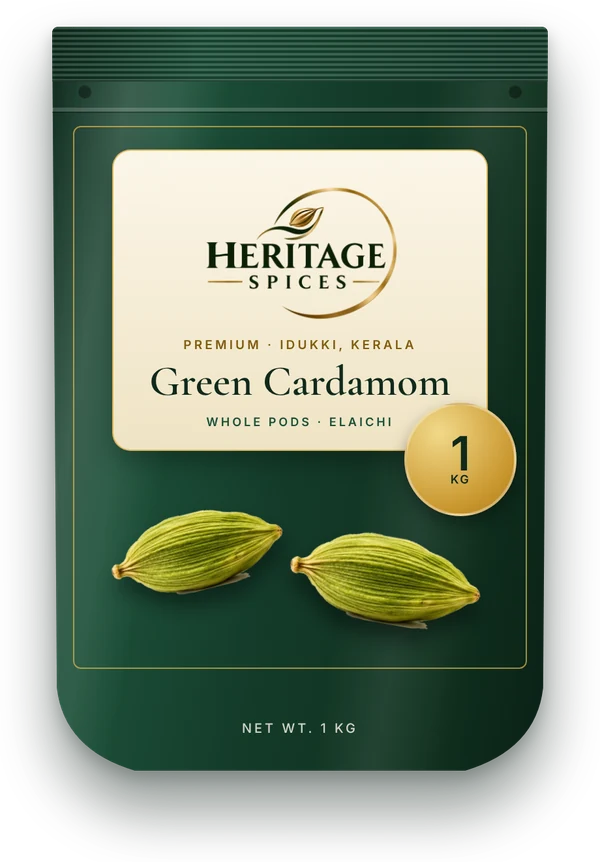 HERITAGE
SPICES
PREMIUM · IDUKKI, KERALA
Green Cardamom
WHOLE PODS · ELAICHI
1
KG
NET WT. 1 KG